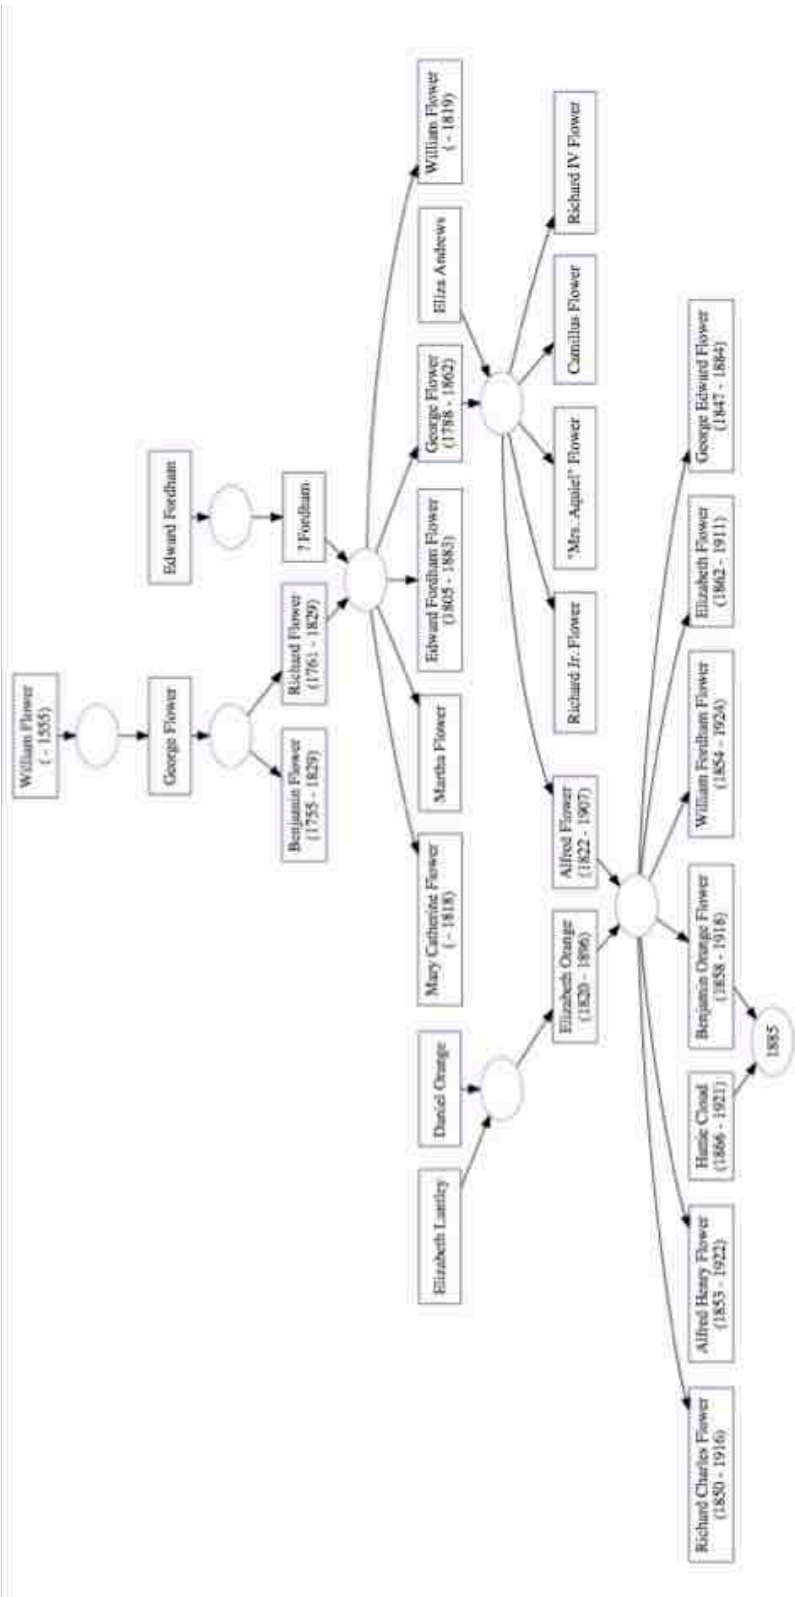 William Flower
( - 1555)
Edward Fordham
George Flower
? Fordham
Richard Flower
(1761 - 1829)
Benjamin Flower
(1755 - 1829)
William Flower
( - 1819)
Eliza Andrews
George Flower
(1788 - 1862)
Edward Fordham Flower
(1805 - 1883)
Martha Flower
Mary Catherine Flower
( - 1818)
Daniel Orange
Elizabeth
Richard IV Flower
Camillus Flower
"Mrs. Flower
Richard Jr. Flower
Alfred Flower
(1822 - 1907)
Elizabeth Orange
(1820 - 1896)
George Edward Flower
(1847 - 1884)
Elizabeth Flower
(1862 - 1911)
William Fordham Flower
(1854 - 1924)
Benjamin Orange Flower
(1858 - 1918)
Hattie Cloud
(1866 - 1921)
Alfred Henry Flower
(1853 - 1922)
Richard Charles Flower
(1850 - 1916)
1885